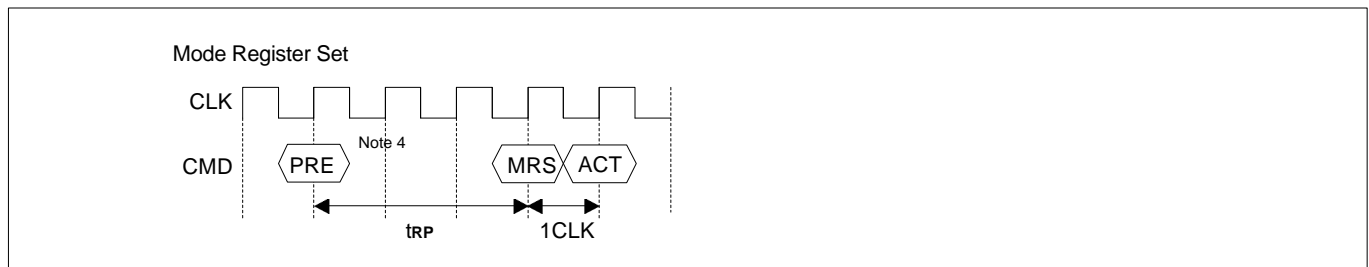 Mode Register Set
CLK
Note 4
CMD PRE MRS ACT
tRP 1CLK